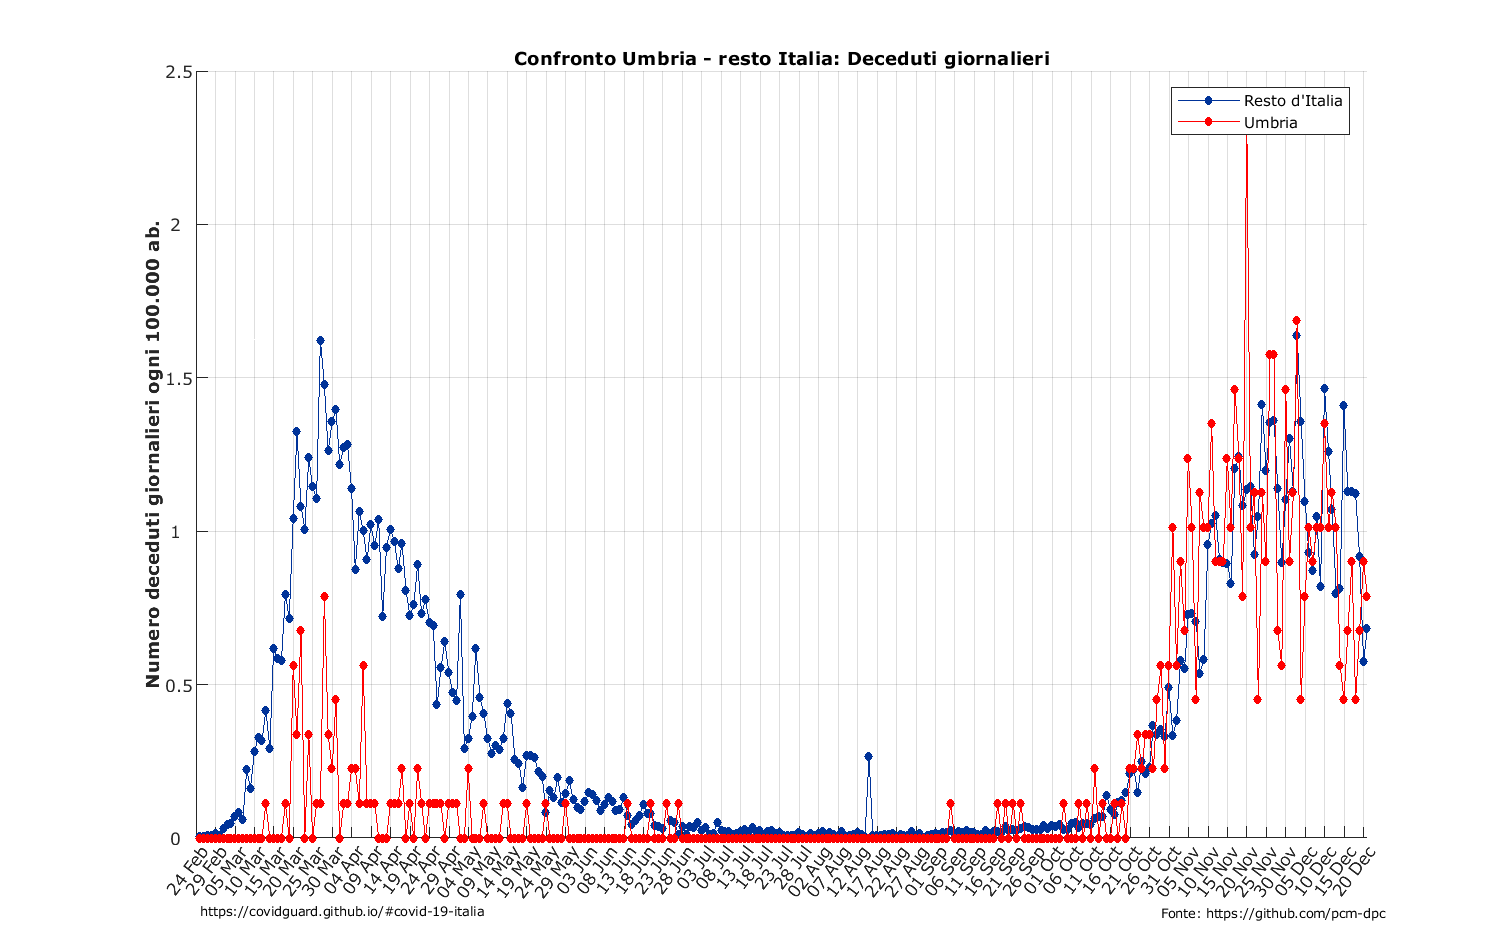 Confronto Umbria - resto Italia: Deceduti giornalieri
Numero deceduti giornalieri ogni 100.000 ab.
2.5
2
1.5
1
0.5
0
Resto d'Italia
Umbria
24 Feb
29 Feb
05 Mar
10 Mar
15 Mar
20 Mar
25 Mar
30 Mar
04 Apr
09 Apr
14 Apr
19 Apr
24 Apr
29 Apr
04 May
09 May
14 May
19 May
24 May
29 May
03 Jun
08 Jun
13 Jun
18 Jun
23 Jun
28 Jun
03 Jul
08 Jul
13 Jul
18 Jul
23 Jul
28 Jul
02 Aug
07 Aug
12 Aug
17 Aug
22 Aug
27 Aug
01 Sep
06 Sep
11 Sep
16 Sep
21 Sep
26 Sep
01 Oct
06 Oct
11 Oct
16 Oct
21 Oct
26 Oct
31 Oct
05 Nov
10 Nov
15 Nov
20 Nov
25 Nov
30 Nov
05 Dec
10 Dec
15 Dec
20 Dec
https://covidguard.github.io/#covid-19-italia
Fonte: https://github.com/pcm-dpc